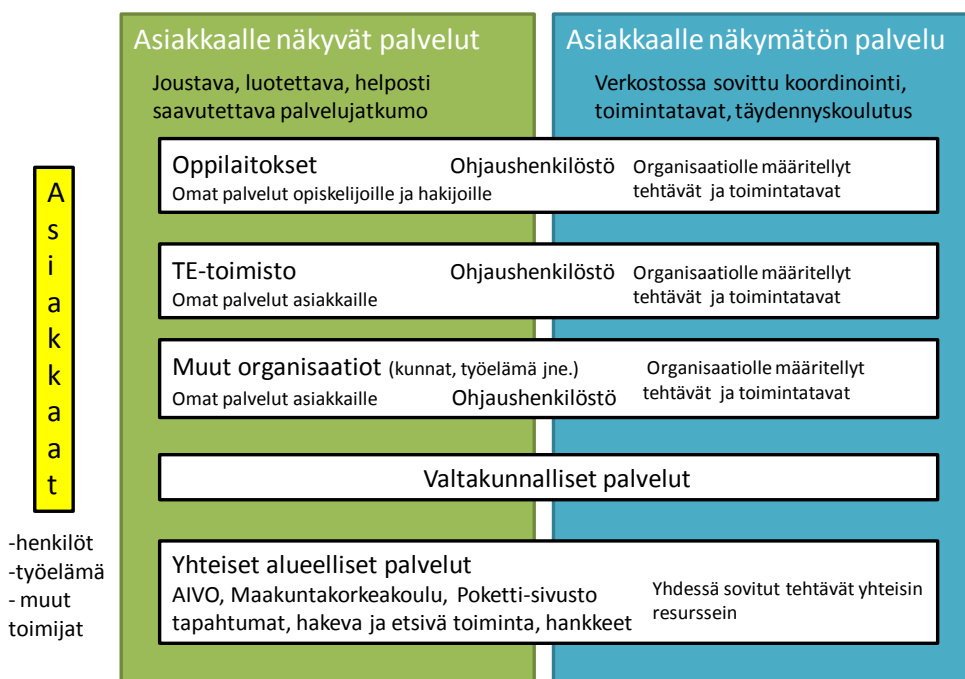 Asiakkaalle näkyvät palvelut
Joustava, luotettava, helposti
saavutettava palvelujatkumo
Asiakkaalle näkymätön palvelu
Verkostossa sovittu koordinointi,
toimintatavat, täydennyskoulutus
Asiakkaat
-henkilöt
-työelämä
- muut
toimijat
Oppilaitokset
Ohjaushenkilöstö
Omat palvelut opiskelijoille ja hakijoille
Organisaatiolle määritellyt
tehtävät ja toimintatavat
TE-toimisto
Ohjaushenkilöstö
Omat palvelut asiakkaille
Organisaatiolle määritellyt
tehtävät ja toimintatavat
Muut organisaatiot (kunnat, työelämä jne.)
Omat palvelut asiakkaille
Ohjaushenkilöstö
Organisaatiolle määritellyt
tehtävät ja toimintatavat
Valtakunnalliset palvelut
Yhteiset alueelliset palvelut
AIVO, Maakuntakorkeakoulu, Poketti-sivusto
tapahtumat, hakeva ja etsivä toiminta, hankkeet
Yhdessä sovitut tehtävät yhteisin
resurssein